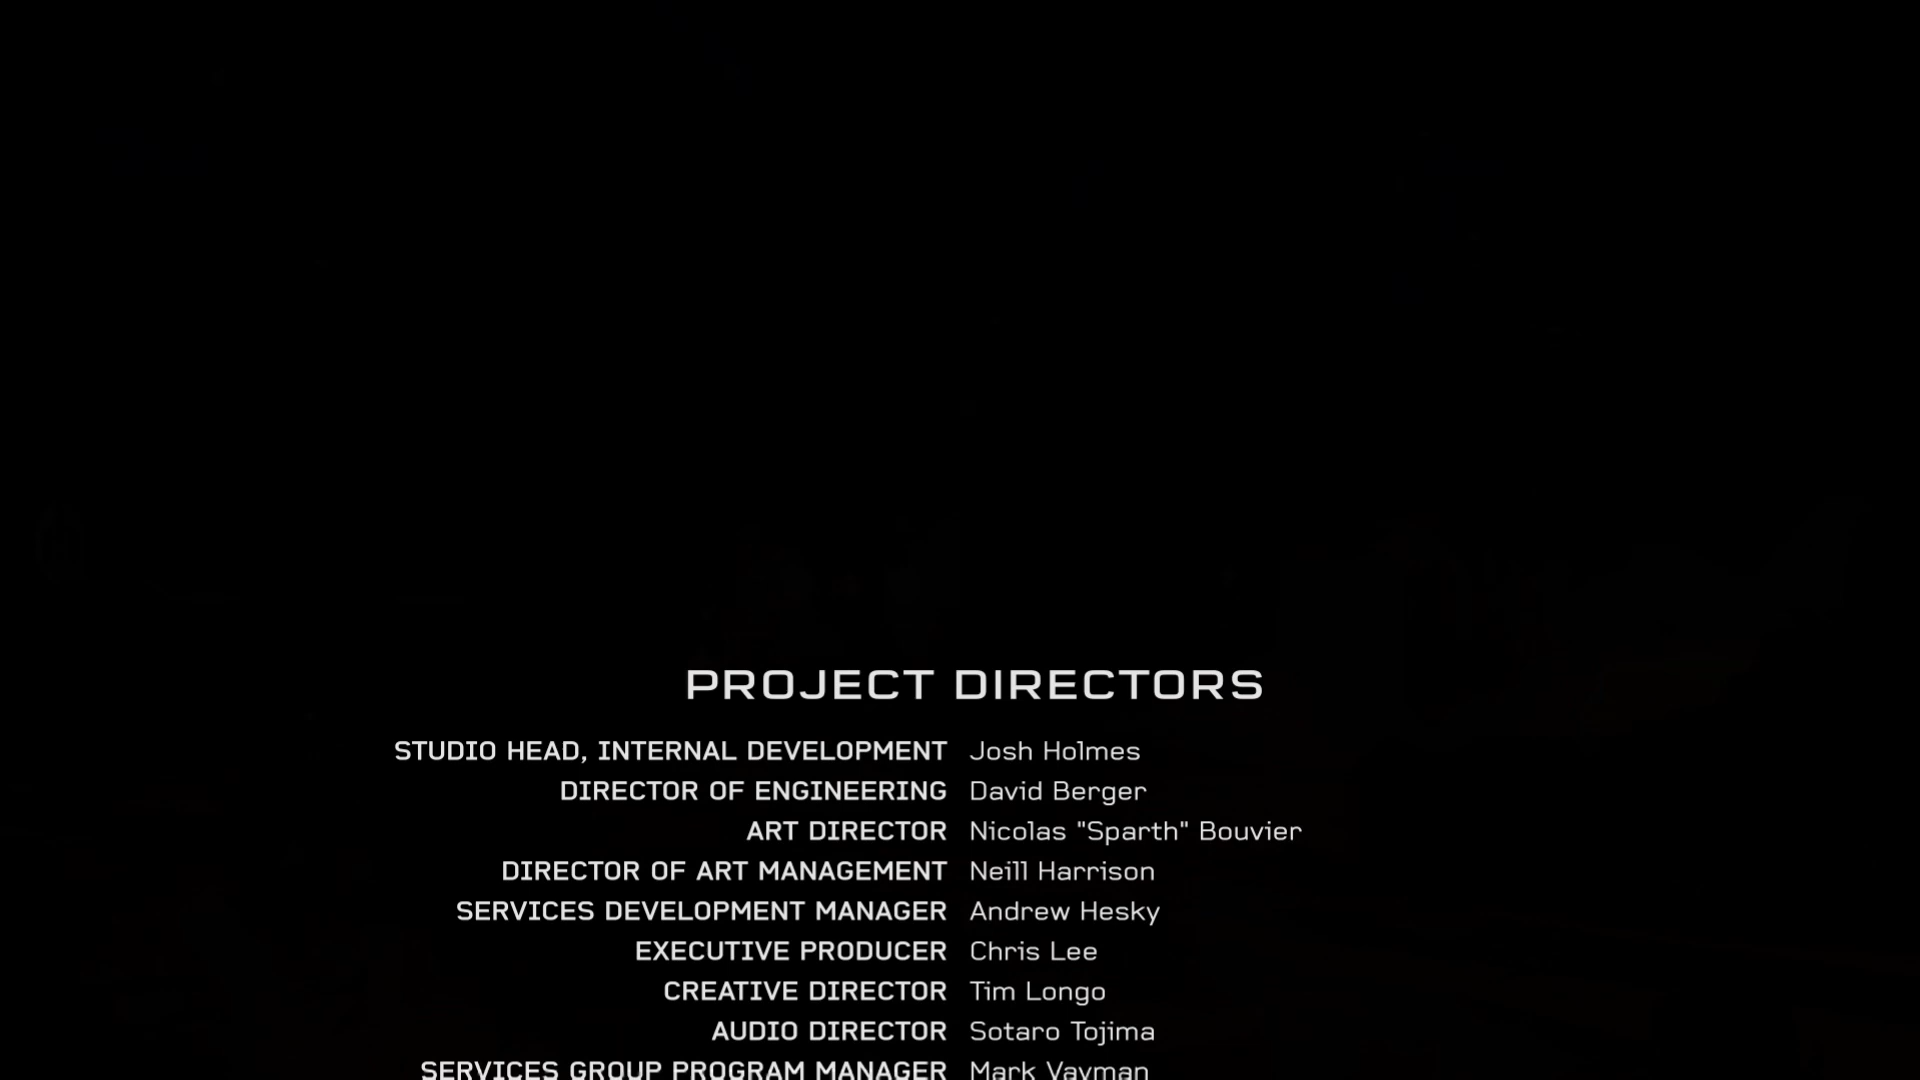 PROJECT DIRECTORS
STUDIO HEAD, INTERNAL DEVELOPMENT Josh Holmes
DIRECTOR OF ENGINEERING David Berger
ART DIRECTOR Nicolas "Sparth" Bouvier
DIRECTOR OF ART MANAGEMENT Neill Harrison
SERVICES DEVELOPMENT MANAGER Andrew Hesky
EXECUTIVE PRODUCER Chris Lee
CREATIVE DIRECTOR Tim Longo
AUDIO DIRECTOR Sotaro Tojima
SERVICES GROUP PROGRAM MANAGER Mark Vayman